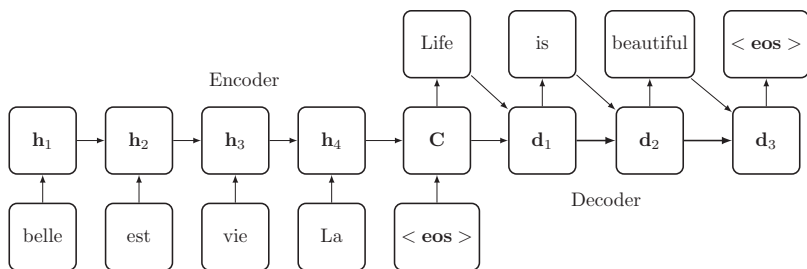 Life is beautiful < eos >
Encoder
h1 h2 h3 h4 C d1 d2 d3
Decoder
belle est vie La < eos >